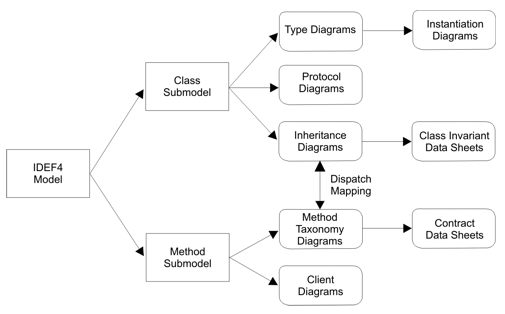 Type Diagrams
Instantiation
Diagrams
Class
Submodel
Protocol
Diagrams
Inheritance
Diagrams
Class Invariant
Data Sheets
IDEF4
Model
Dispatch
Mapping
Method
Taxonomy
Diagrams
Contract
Data Sheets
Method
Submodel
Client
Diagrams